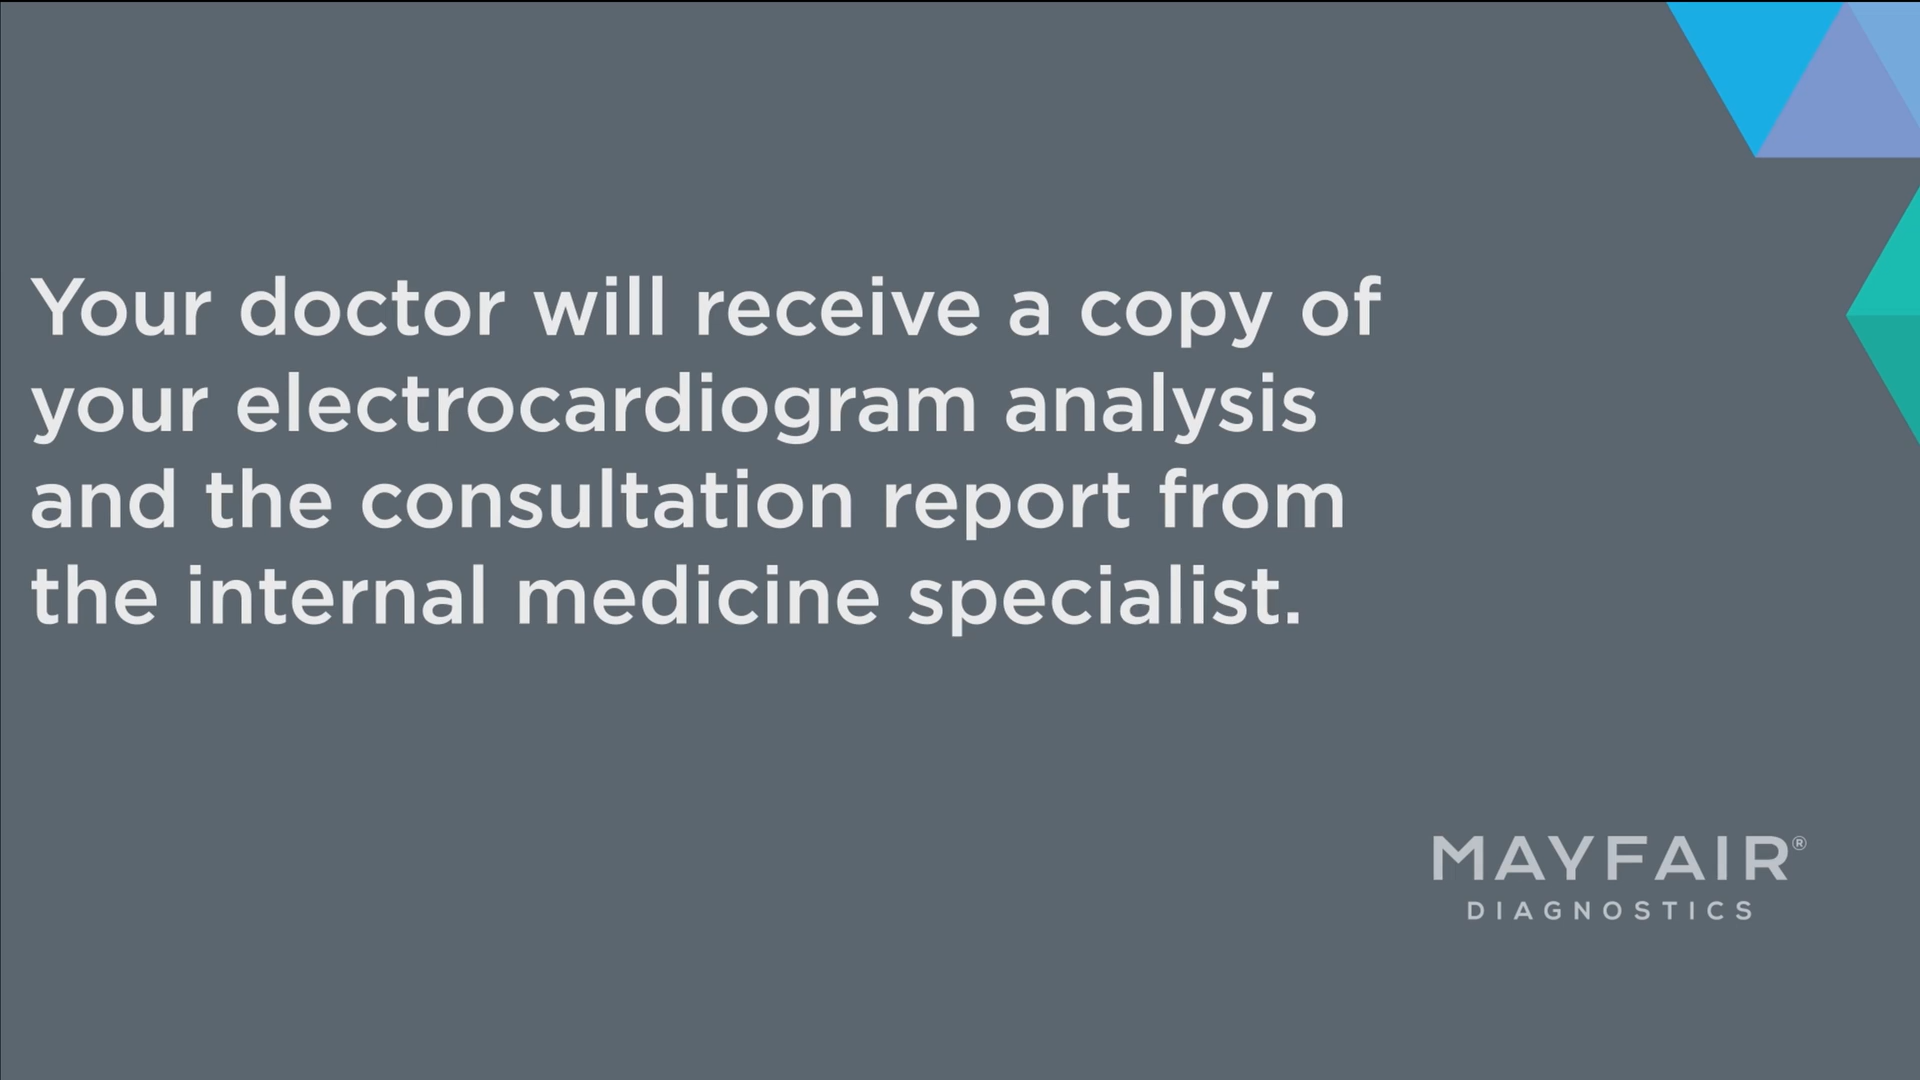 Your doctor will receive a copy of
your electrocardiogram analysis
and the consultation report from
the internal medicine specialist.
MAYFAIR®
DIAGNOSTICS